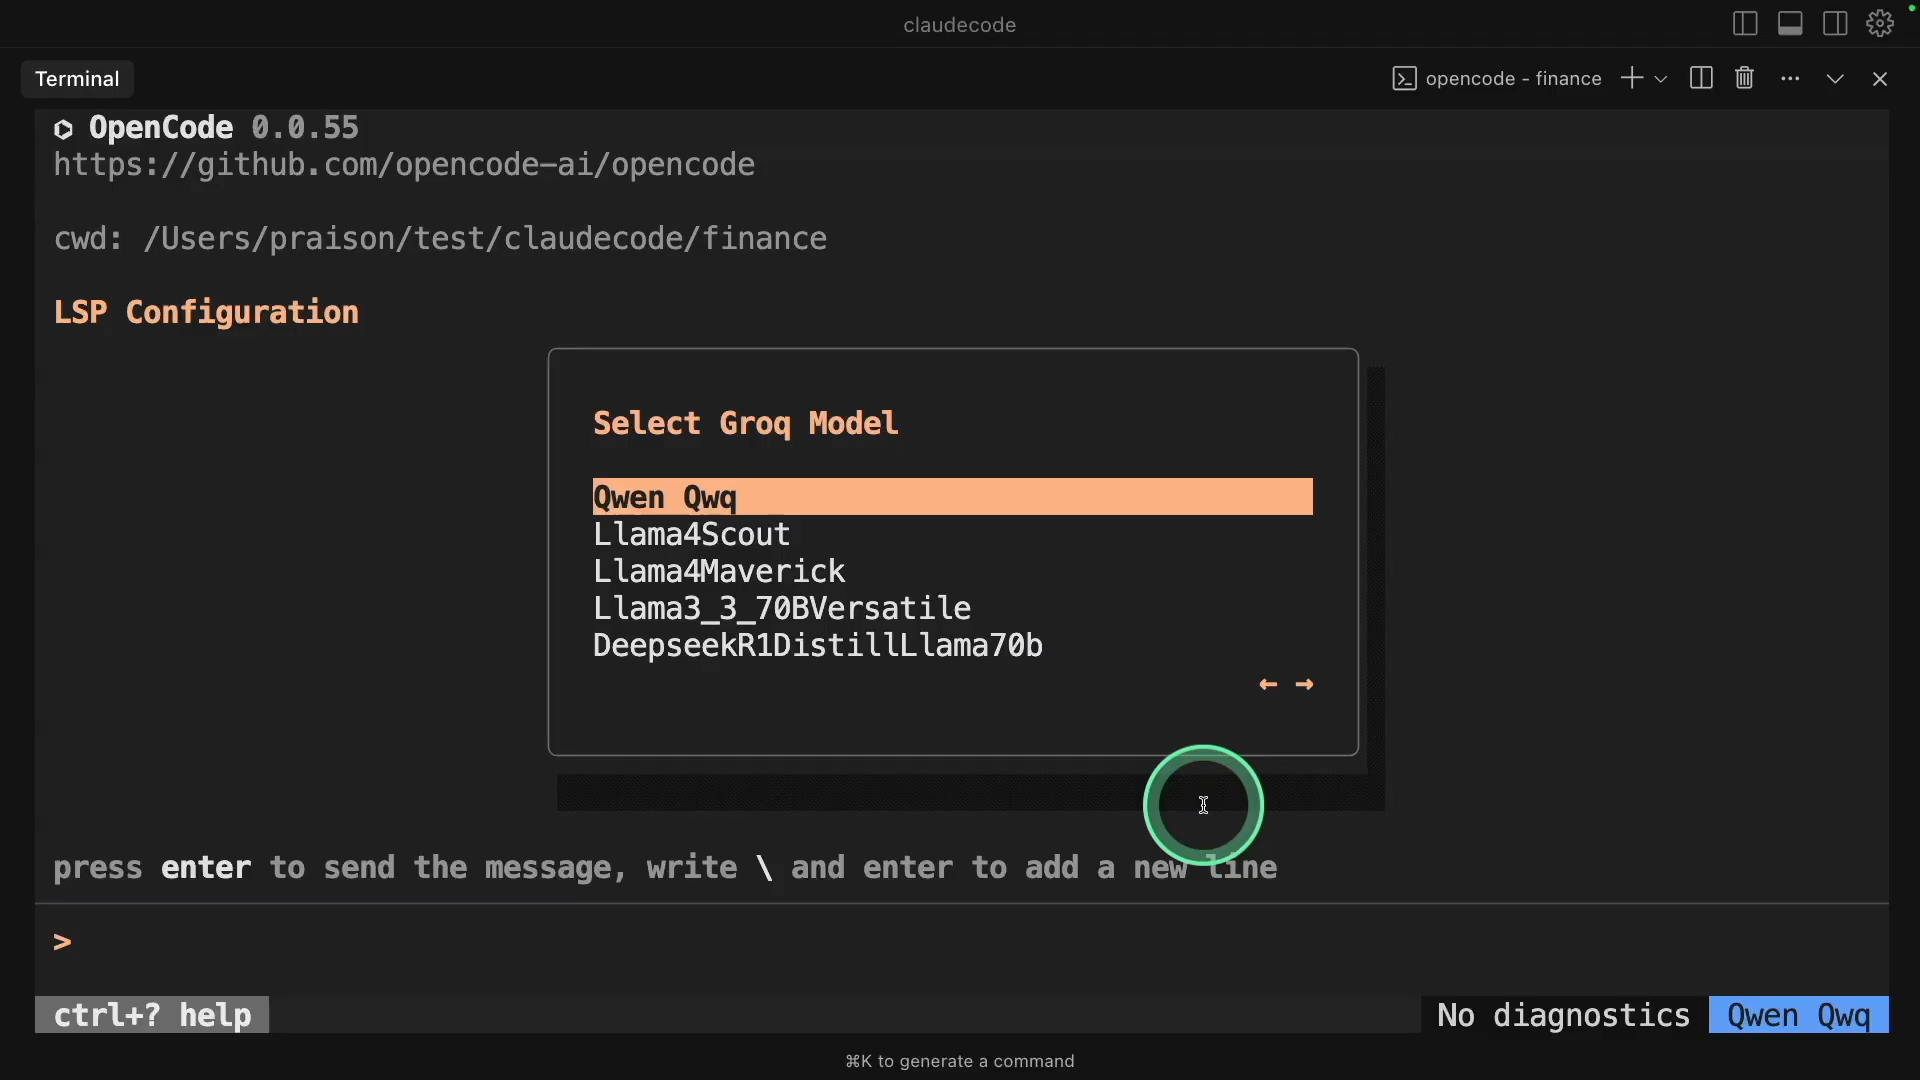 claudecode
Terminal
opencode - finance
OpenCode 0.0.55
https://github.com/opencode-ai/opencode
cwd: /Users/praison/test/claudecode/finance
LSP Configuration
Select Groq Model
Qwen Qwq
Llama4Scout
Llama4Maverick
Llama3_3_70BVersatile
DeepseekR1DistillLlama70b
← →
press enter to send the message, write \ and enter to add a new line
>
ctrl+? help
No diagnostics
Qwen Qwq
⌘K to generate a command